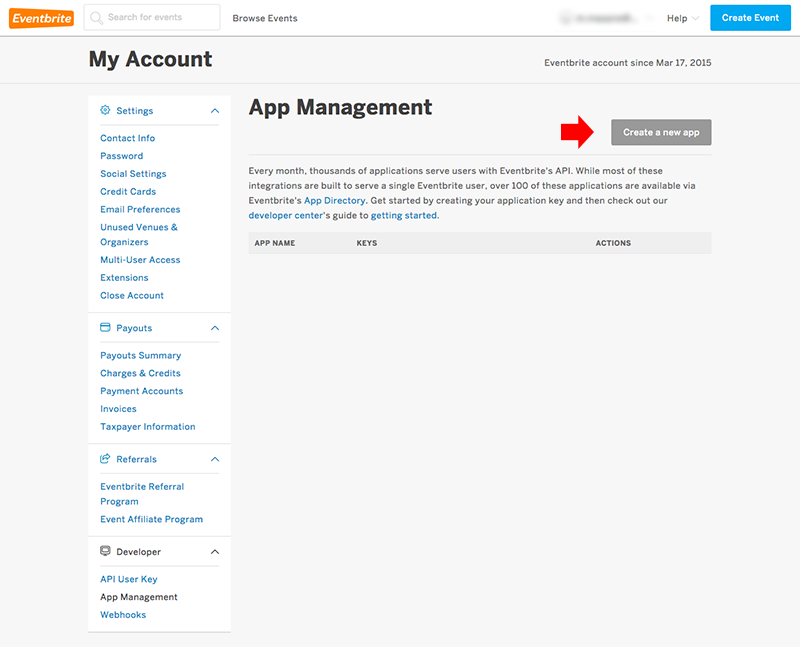 Eventbrite
Search for events
Browse Events
Help
Create Event
My Account
Eventbrite account since Mar 17, 2015
Settings
Contact Info
Password
Social Settings
Credit Cards
Email Preferences
Unused Venues &
Organizers
Multi-User Access
Extensions
Close Account
Payouts
Payouts Summary
Charges & Credits
Payment Accounts
Invoices
Taxpayer Information
Referrals
Eventbrite Referral
Program
Event Affiliate Program
Developer
API User Key
App Management
Webhooks
App Management
Create a new app
Every month, thousands of applications serve users with Eventbrite's API. While most of these
integrations are built to serve a single Eventbrite user, over 100 of these applications are available via
Eventbrite's App Directory. Get started by creating your application key and then check out our
developer center's guide to getting started.
APP NAME
KEYS
ACTIONS